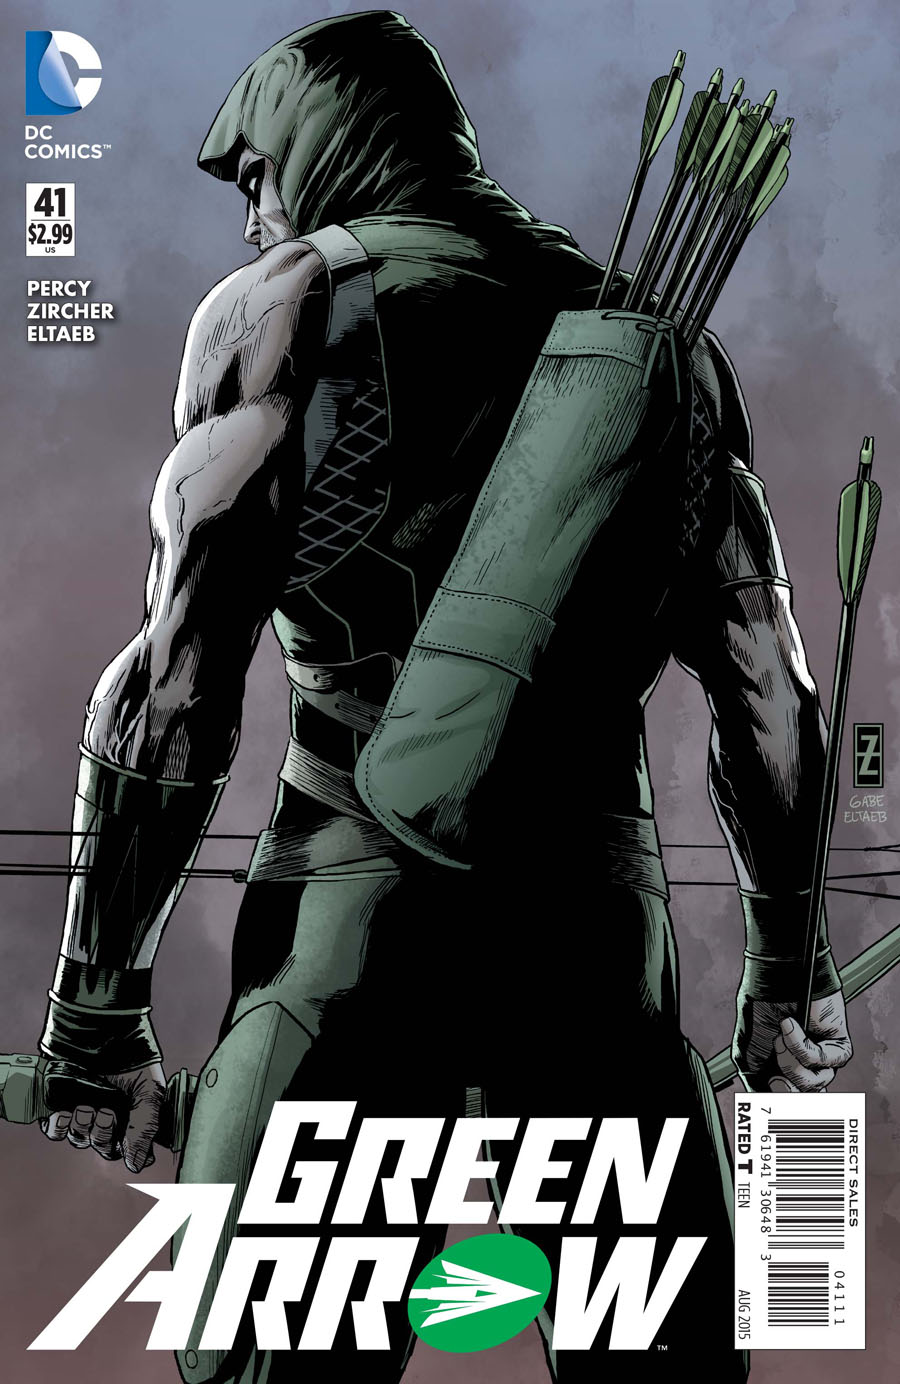 DC
COMICS™
41
$2.99
US
PERCY
ZIRCHER
ELTAEB
Z
GABE
ELTAEB
GREEN
ARROW™
DIRECT SALES
7 61941 30648 3
04111
RATED T TEEN
AUG 2015